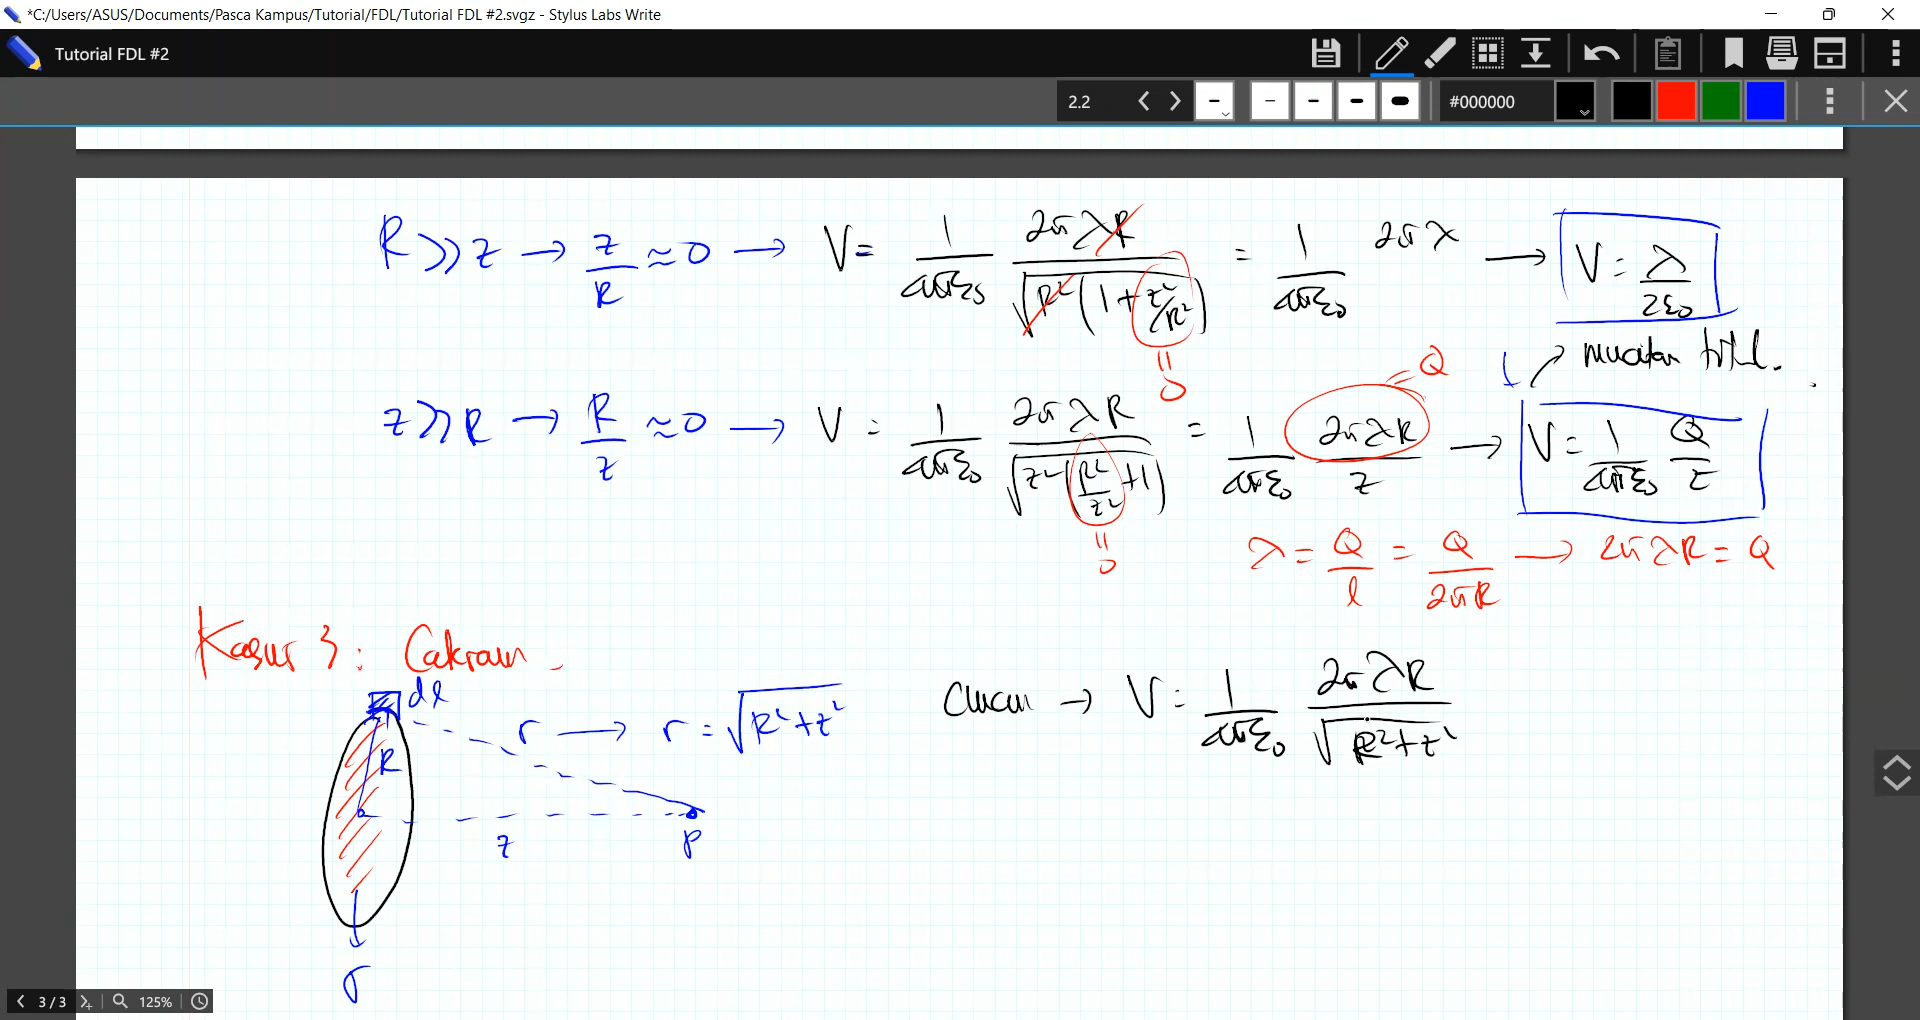 *C:/Users/ASUS/Documents/Pasca Kampus/Tutorial/FDL/Tutorial FDL #2.svgz - Stylus Labs Write
Tutorial FDL #2
2.2
#000000
R >> z → z/R ≈ 0 → V = 1/4πε₀ 2πλR/√(R²(1 + z²/R²)) = 1/4πε₀ 2πλ → V = λ/2ε₀
= 0
= Q
muatan total.
z >> R → R/z ≈ 0 → V = 1/4πε₀ 2πλR/√(z²(R²/z² + 1)) = 1/4πε₀ 2πλR/z → V = 1/4πε₀ Q/z
= 0
λ = Q/l = Q/2πR → 2πλR = Q
Kasus 3 : Cakram
dl
r → r = √(R² + z²)
R
z
P
σ
Cincin → V = 1/4πε₀ 2πλR/√(R² + z²)
3 / 3
125%